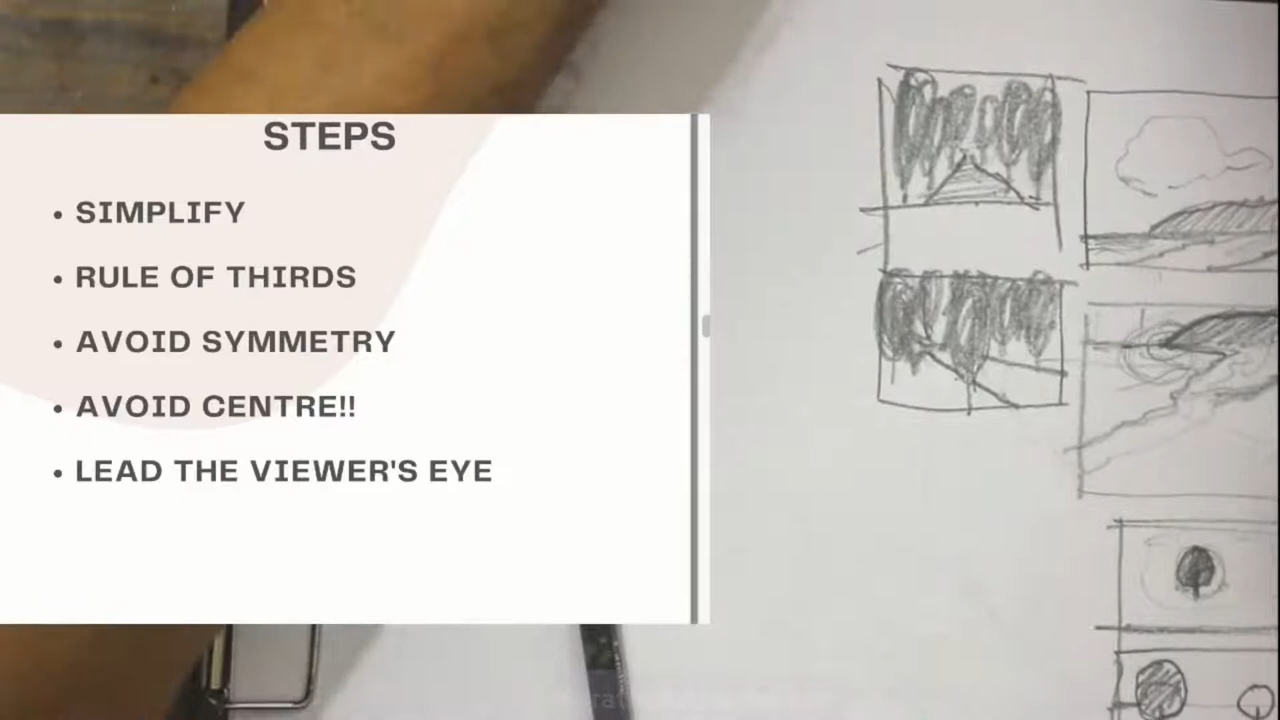 STEPS
• SIMPLIFY
• RULE OF THIRDS
• AVOID SYMMETRY
• AVOID CENTRE!!
• LEAD THE VIEWER'S EYE